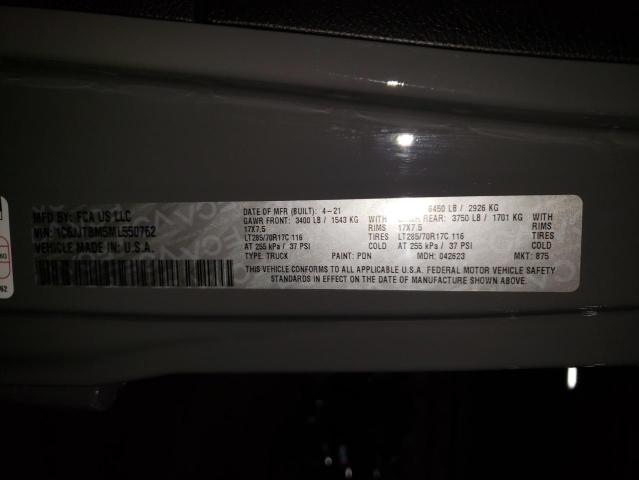 MFD BY: FCA US LLC
DATE OF MFR (BUILT): 4-21
6450 LB / 2926 KG
GAWR FRONT: 3400 LB / 1543 KG
REAR: 3750 LB / 1701 KG
VIN: 1C6JJTBM5ML550762
17X7.5
RIMS
17X7.5
RIMS
VEHICLE MADE IN U.S.A.
LT285/70R17C 116
TIRES
LT285/70R17C 116
TIRES
AT 255 kPa / 37 PSI
AT 255 kPa / 37 PSI
TYPE: TRUCK
PAINT: PDN
MDH: 042623
MKT: 875
THIS VEHICLE CONFORMS TO ALL APPLICABLE U.S.A. FEDERAL MOTOR VEHICLE SAFETY
STANDARDS IN EFFECT ON THE DATE OF MANUFACTURE SHOWN ABOVE.